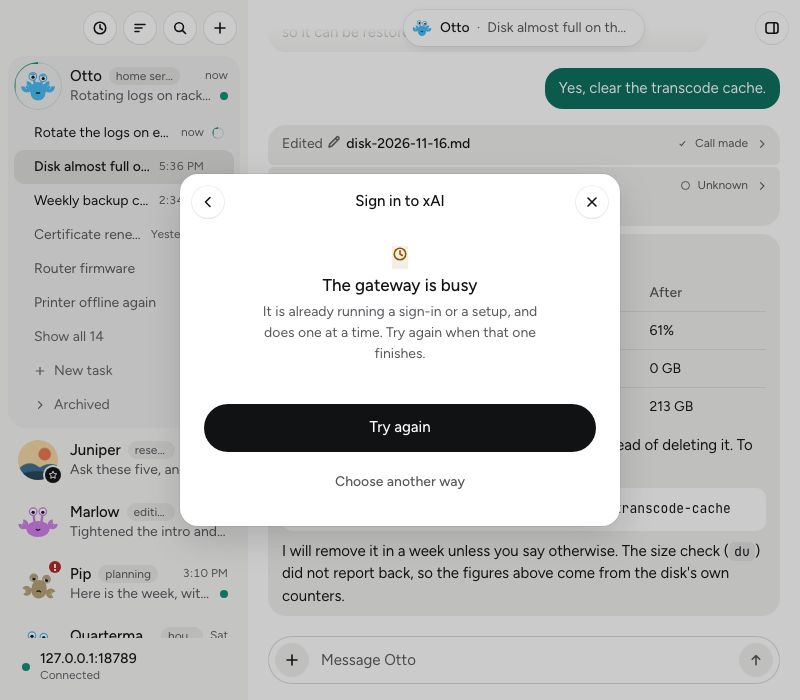 so it can be restor
Otto · Disk almost full on th...
Otto home ser... now
Rotating logs on rack...
Yes, clear the transcode cache.
Rotate the logs on e... now
Disk almost full o... 5:36 PM
Weekly backup c... 2:34
Certificate rene... Yeste
Router firmware
Printer offline again
Show all 14
New task
Archived
Edited disk-2026-11-16.md Call made
Unknown
Sign in to xAI
The gateway is busy
It is already running a sign-in or a setup, and
does one at a time. Try again when that one
finishes.
Try again
Choose another way
After
61%
0 GB
213 GB
ead of deleting it. To
transcode-cache
I will remove it in a week unless you say otherwise. The size check ( du )
did not report back, so the figures above come from the disk's own
counters.
Juniper rese...
Ask these five, an
Marlow editi...
Tightened the intro and...
Pip planning 3:10 PM
Here is the week, wit...
Quarterma hou... Sat
127.0.0.1:18789
Connected
Message Otto